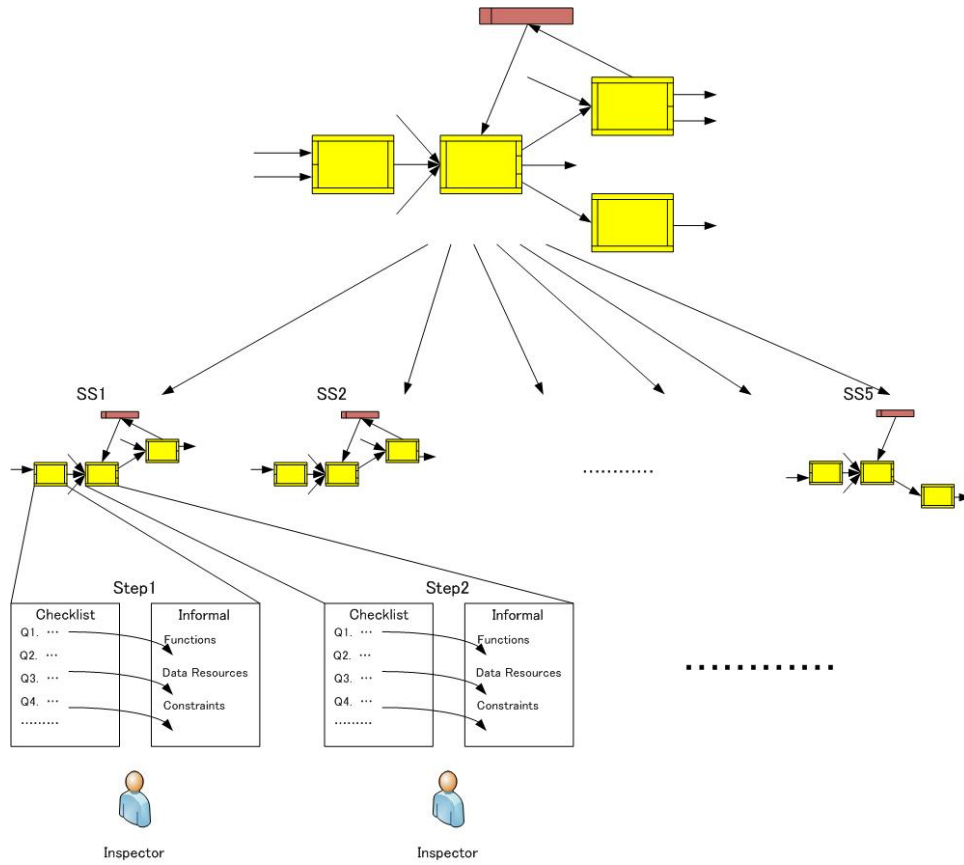 SS1
SS2
SS5
…………
Step1
Checklist
Q1. …
Q2. …
Q3. …
Q4. …
………
Informal
Functions
Data Resources
Constraints
Step2
Checklist
Q1. …
Q2. …
Q3. …
Q4. …
………
Informal
Functions
Data Resources
Constraints
…………
Inspector
Inspector